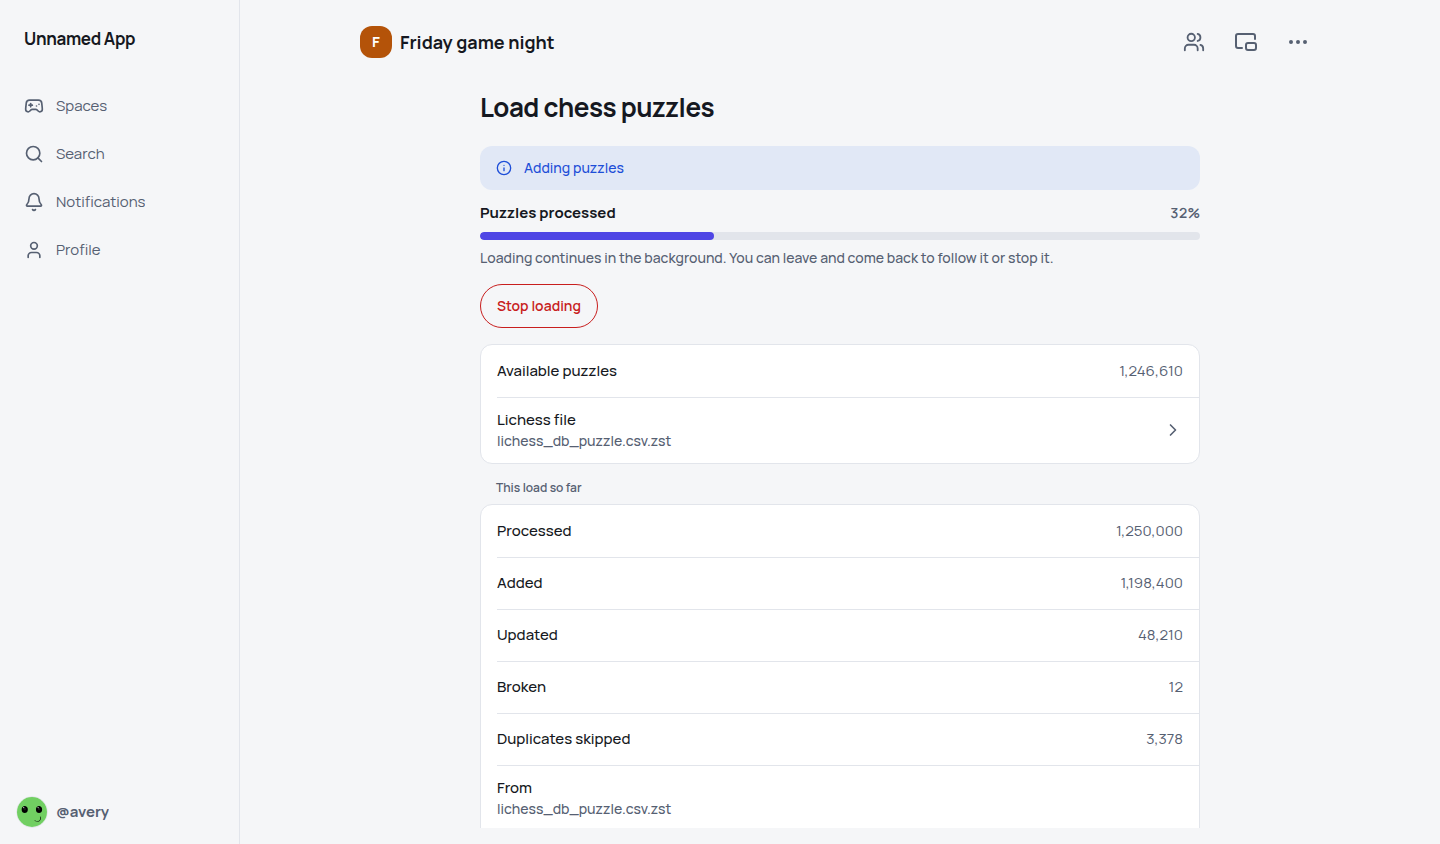 Unnamed App
Spaces
Search
Notifications
Profile
@avery
F
Friday game night
Load chess puzzles
Adding puzzles
Puzzles processed 32%
Loading continues in the background. You can leave and come back to follow it or stop it.
Stop loading
Available puzzles 1,246,610
Lichess file
lichess_db_puzzle.csv.zst
This load so far
Processed 1,250,000
Added 1,198,400
Updated 48,210
Broken 12
Duplicates skipped 3,378
From
lichess_db_puzzle.csv.zst